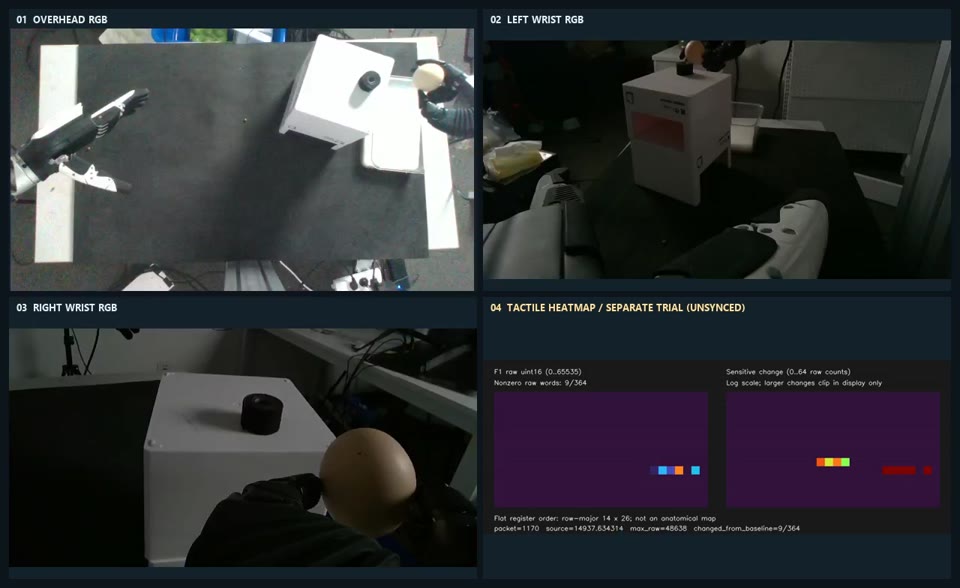 01 OVERHEAD RGB
02 LEFT WRIST RGB
03 RIGHT WRIST RGB
04 TACTILE HEATMAP / SEPARATE TRIAL (UNSYNCED)
F1 raw uint16 (0..65535)
Nonzero raw words: 9/364
Sensitive change (0..64 raw counts)
Log scale; larger changes clip in display only
Flat register order: row-major 14 x 26; not an anatomical map
packet=1170 source=14937.634314 max_raw=48638 changed_from_baseline=9/364